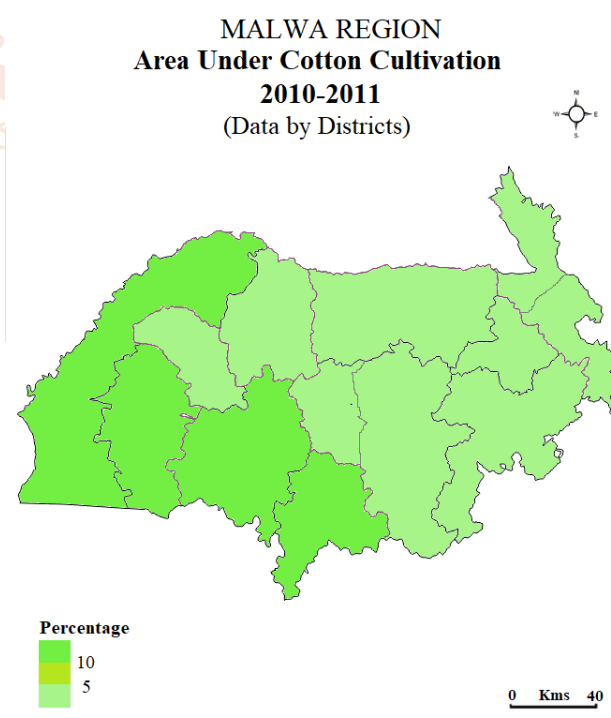 MALWA REGION
Area Under Cotton Cultivation
2010-2011
(Data by Districts)
N
W E
S
Percentage
10
5
0 Kms 40